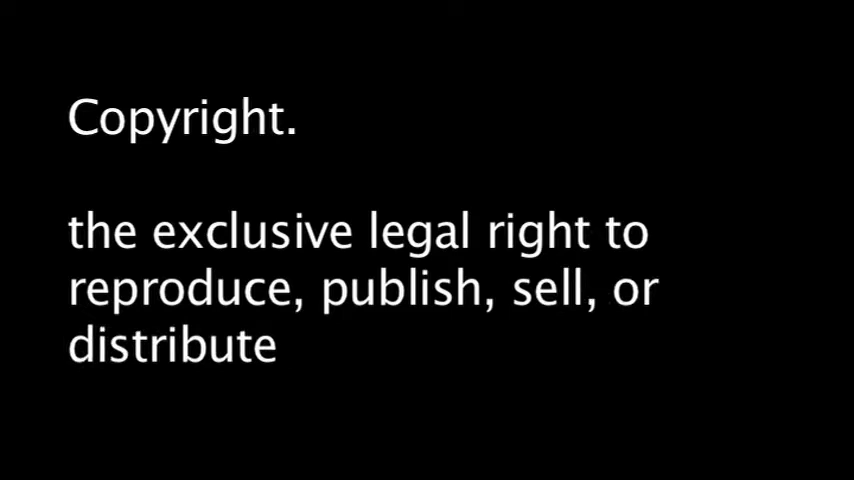 Copyright.
the exclusive legal right to
reproduce, publish, sell, or
distribute